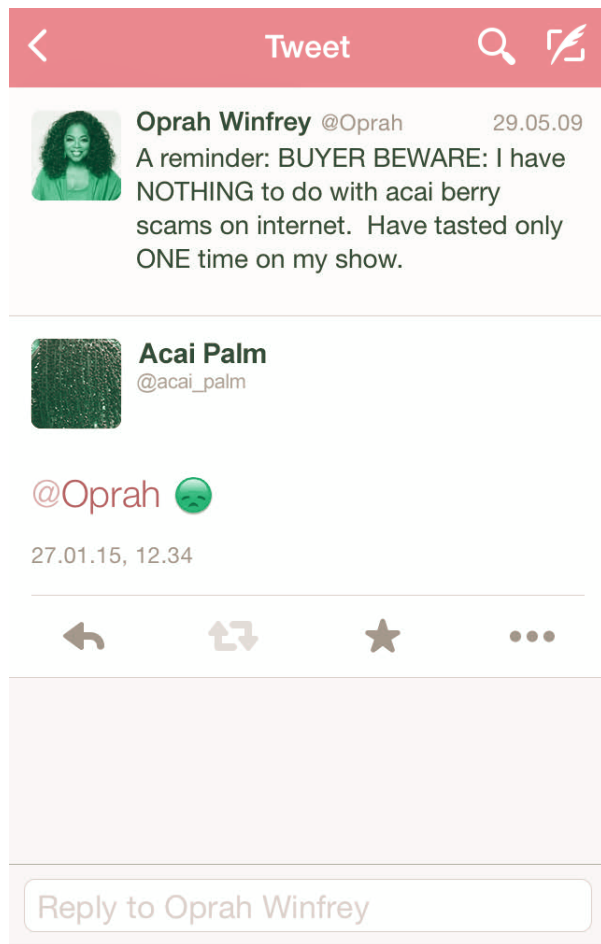 Tweet
Oprah Winfrey @Oprah 29.05.09
A reminder: BUYER BEWARE: I have
NOTHING to do with acai berry
scams on internet.  Have tasted only
ONE time on my show.
Acai Palm
@acai_palm
@Oprah
27.01.15, 12.34
Reply to Oprah Winfrey